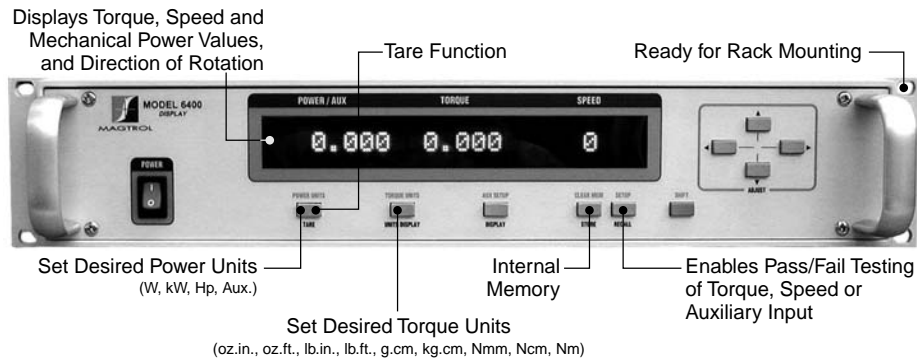 Displays Torque, Speed and
Mechanical Power Values,
and Direction of Rotation
Tare Function
Ready for Rack Mounting
MAGTROL
MODEL 6400
DISPLAY
POWER / AUX
TORQUE
SPEED
0.000
0.000
0
POWER
I
O
ADJUST
POWER UNITS
TORQUE UNITS
AUX SETUP
CLEAR MEM
SETUP
SHIFT
TARE
UNITS DISPLAY
DISPLAY
STORE
RECALL
Set Desired Power Units
(W, kW, Hp, Aux.)
Internal
Memory
Enables Pass/Fail Testing
of Torque, Speed or
Auxiliary Input
Set Desired Torque Units
(oz.in., oz.ft., lb.in., lb.ft., g.cm, kg.cm, Nmm, Ncm, Nm)